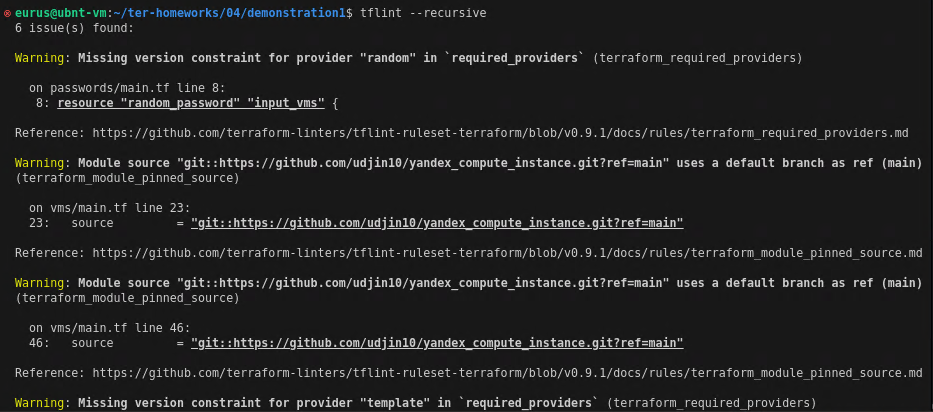 eurus@ubnt-vm:~/ter-homeworks/04/demonstration1$ tflint --recursive
6 issue(s) found:
Warning: Missing version constraint for provider "random" in `required_providers` (terraform_required_providers)
on passwords/main.tf line 8:
8: resource "random_password" "input_vms" {
Reference: https://github.com/terraform-linters/tflint-ruleset-terraform/blob/v0.9.1/docs/rules/terraform_required_providers.md
Warning: Module source "git::https://github.com/udjin10/yandex_compute_instance.git?ref=main" uses a default branch as ref (main)
(terraform_module_pinned_source)
on vms/main.tf line 23:
23:   source         = "git::https://github.com/udjin10/yandex_compute_instance.git?ref=main"
Reference: https://github.com/terraform-linters/tflint-ruleset-terraform/blob/v0.9.1/docs/rules/terraform_module_pinned_source.md
Warning: Module source "git::https://github.com/udjin10/yandex_compute_instance.git?ref=main" uses a default branch as ref (main)
(terraform_module_pinned_source)
on vms/main.tf line 46:
46:   source         = "git::https://github.com/udjin10/yandex_compute_instance.git?ref=main"
Reference: https://github.com/terraform-linters/tflint-ruleset-terraform/blob/v0.9.1/docs/rules/terraform_module_pinned_source.md
Warning: Missing version constraint for provider "template" in `required_providers` (terraform_required_providers)